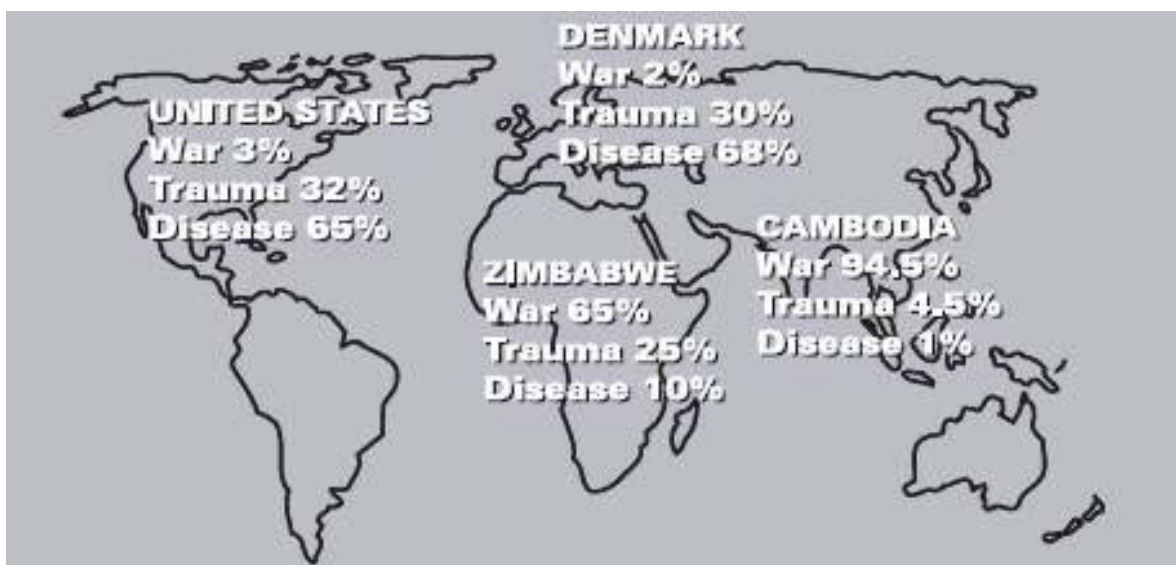 DENMARK
War 2%
Trauma 30%
Disease 68%
UNITED STATES
War 3%
Trauma 32%
Disease 65%
CAMBODIA
War 94.5%
Trauma 4.5%
Disease 1%
ZIMBABWE
War 65%
Trauma 25%
Disease 10%